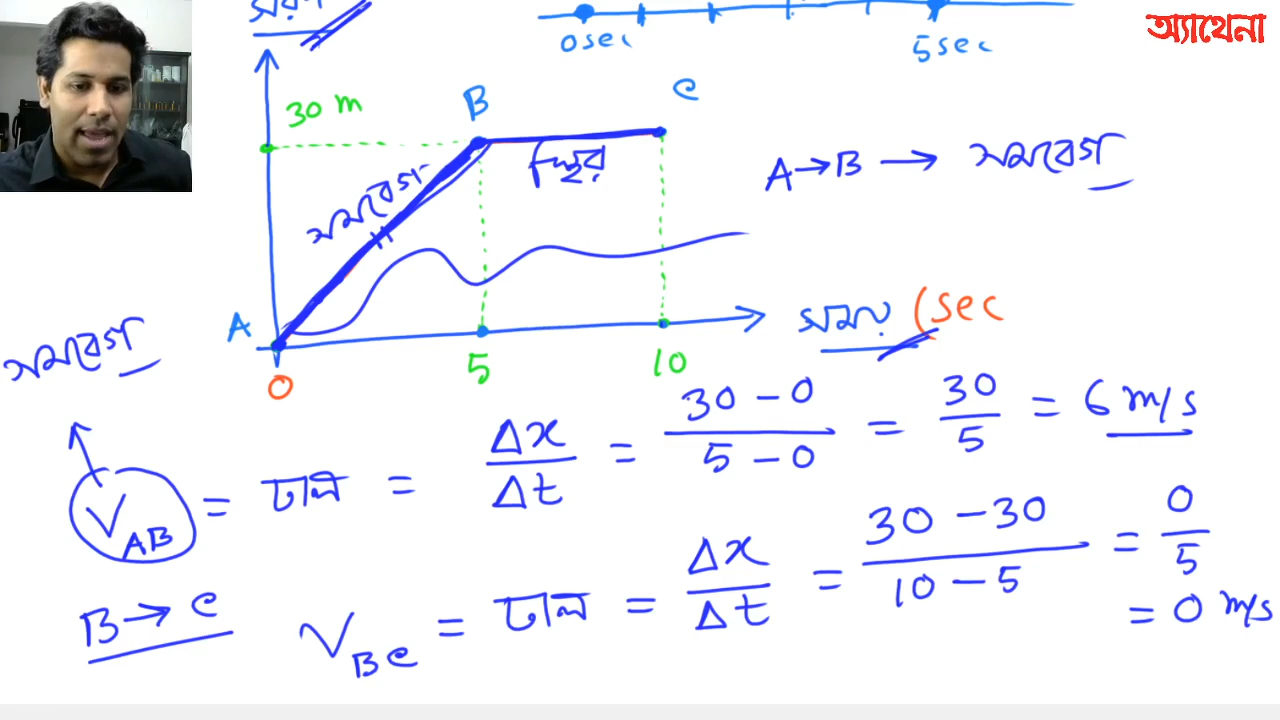 সরণ
অ্যাথেনা
0sec 5sec
30 m
B C
সমবেগ স্থির
A→B → সমবেগ
A
সময় (sec
0 5 10
সমবেগ
V_AB = ঢাল = Δx/Δt = (30 - 0)/(5 - 0) = 30/5 = 6 m/s
B → C
V_BC = ঢাল = Δx/Δt = (30 - 30)/(10 - 5) = 0/5
= 0 m/s